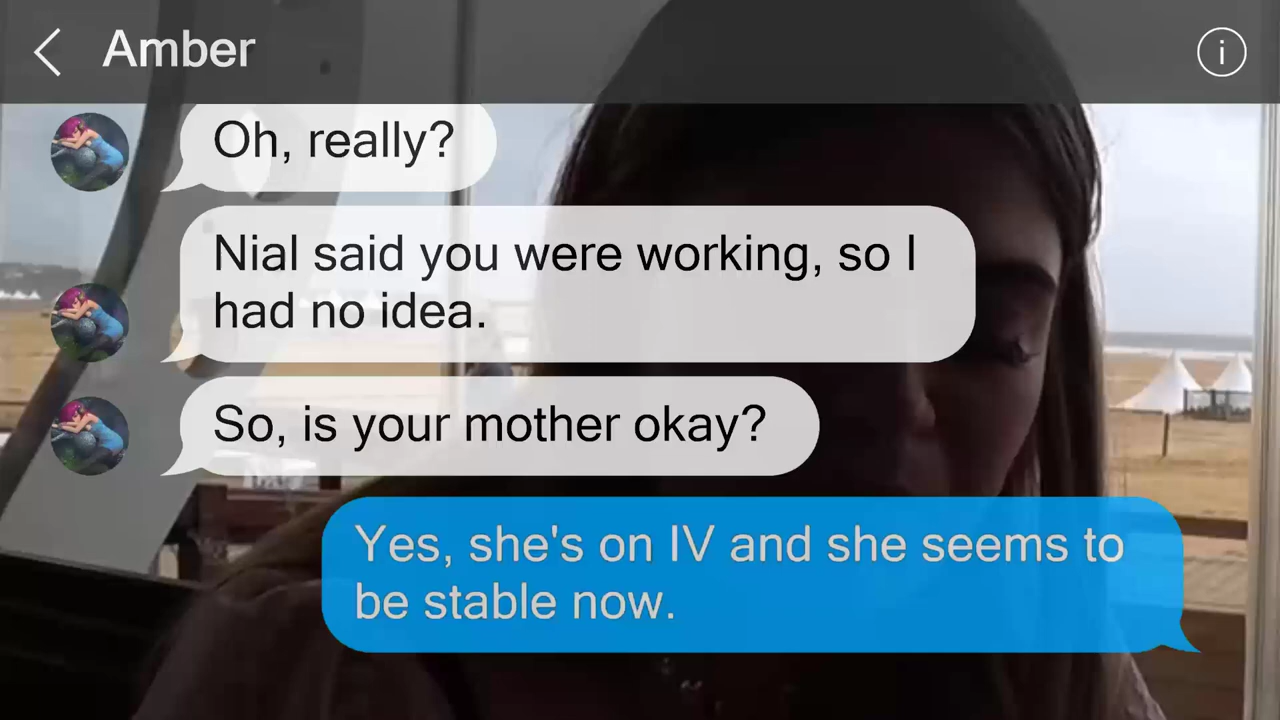 Amber
i
Oh, really?
Nial said you were working, so I
had no idea.
So, is your mother okay?
Yes, she's on IV and she seems to
be stable now.